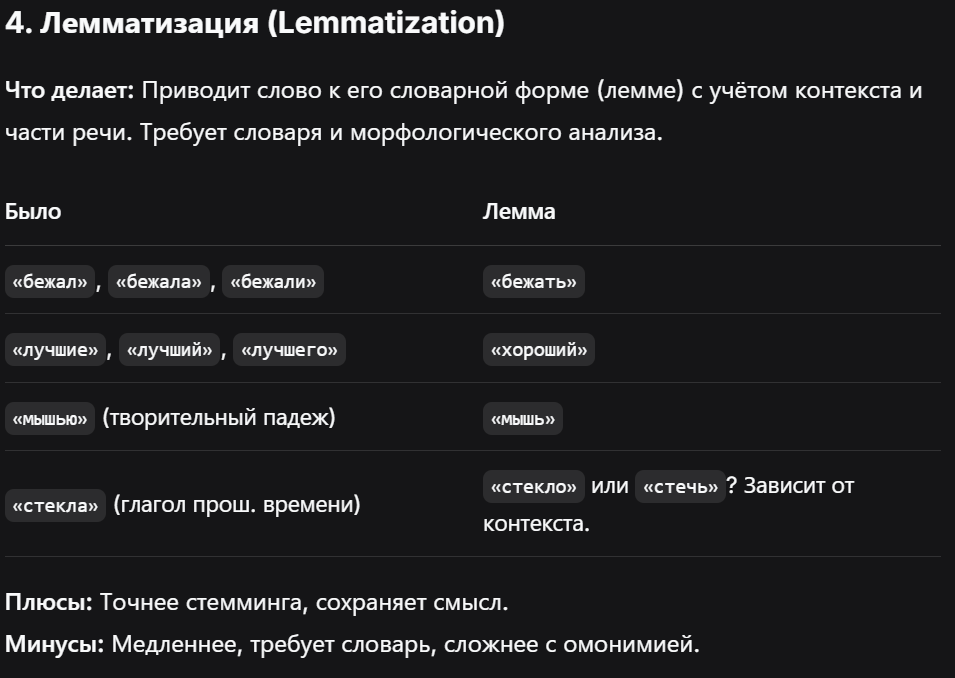 4. Лемматизация (Lemmatization)
Что делает: Приводит слово к его словарной форме (лемме) с учётом контекста и
части речи. Требует словаря и морфологического анализа.
Было Лемма
«бежал», «бежала», «бежали» «бежать»
«лучшие», «лучший», «лучшего» «хороший»
«мышью» (творительный падеж) «мышь»
«стекла» (глагол прош. времени) «стекло» или «стечь»? Зависит от
контекста.
Плюсы: Точнее стемминга, сохраняет смысл.
Минусы: Медленнее, требует словарь, сложнее с омонимией.